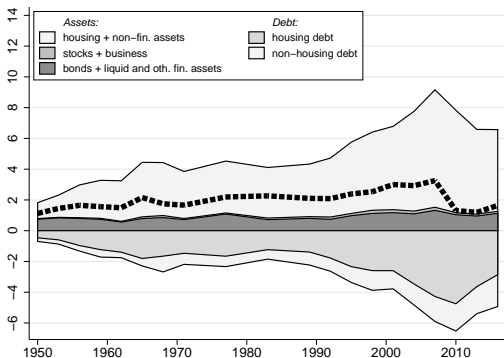 14
12
10
8
6
4
2
0
−2
−4
−6
Assets:
housing + non−fin. assets
stocks + business
bonds + liquid and oth. fin. assets
Debt:
housing debt
non−housing debt
1950
1960
1970
1980
1990
2000
2010